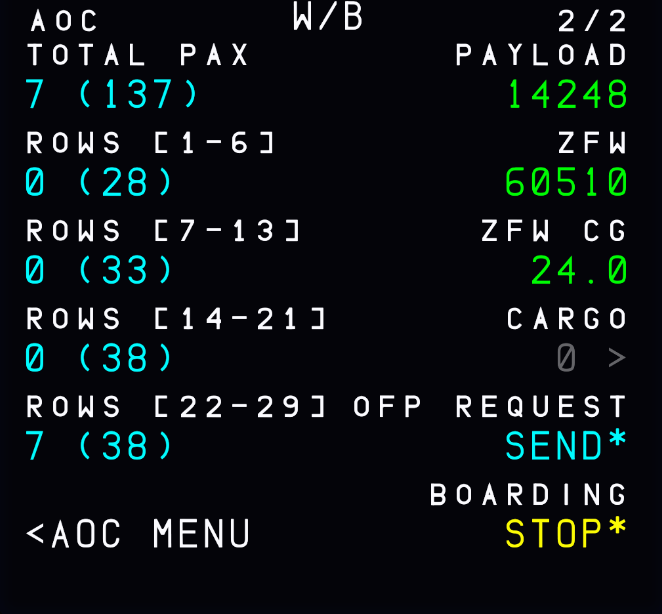 AOC W/B 2/2
TOTAL PAX PAYLOAD
7 (137) 14248
ROWS [1-6] ZFW
0 (28) 60510
ROWS [7-13] ZFW CG
0 (33) 24.0
ROWS [14-21] CARGO
0 (38) 0 >
ROWS [22-29] OFP REQUEST
7 (38) SEND*
BOARDING
<AOC MENU STOP*